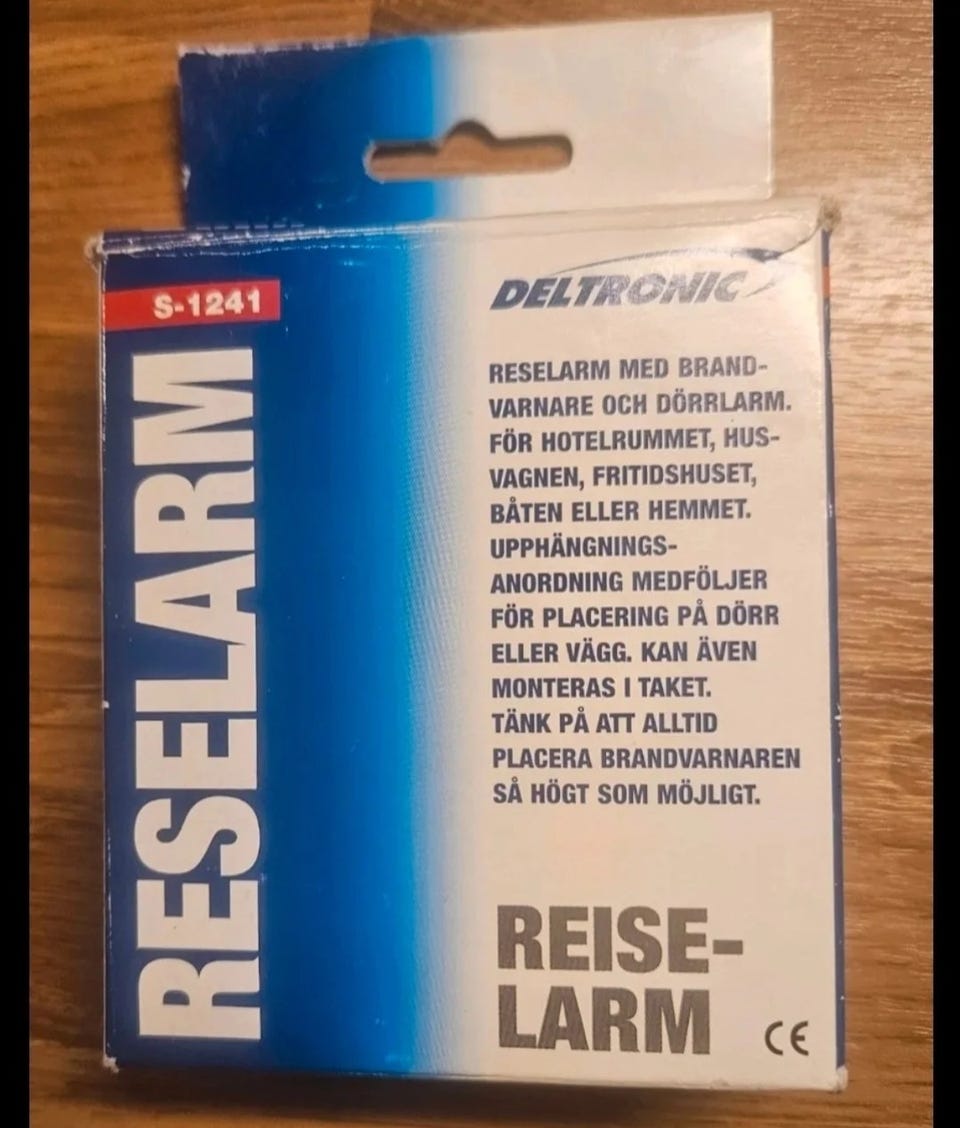 S-1241
RESELARM
DELTRONIC
RESELARM MED BRAND-
VARNARE OCH DÖRRLARM.
FÖR HOTELRUMMET, HUS-
VAGNEN, FRITIDSHUSET,
BÅTEN ELLER HEMMET.
UPPHÄNGNINGS-
ANORDNING MEDFÖLJER
FÖR PLACERING PÅ DÖRR
ELLER VÄGG. KAN ÄVEN
MONTERAS I TAKET.
TÄNK PÅ ATT ALLTID
PLACERA BRANDVARNAREN
SÅ HÖGT SOM MÖJLIGT.
REISE-
LARM
CE